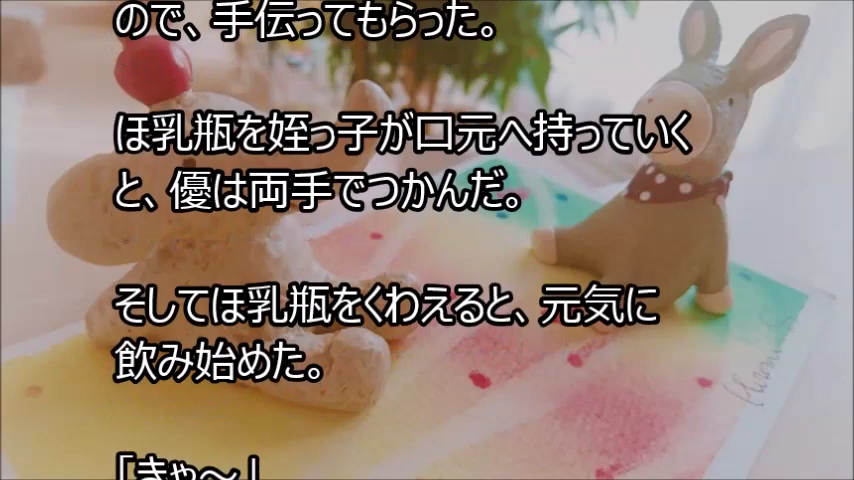 ので、手伝ってもらった。
ほ乳瓶を姪っ子が口元へ持っていく
と、優は両手でつかんだ。
そしてほ乳瓶をくわえると、元気に
飲み始めた。
「きゃ～」